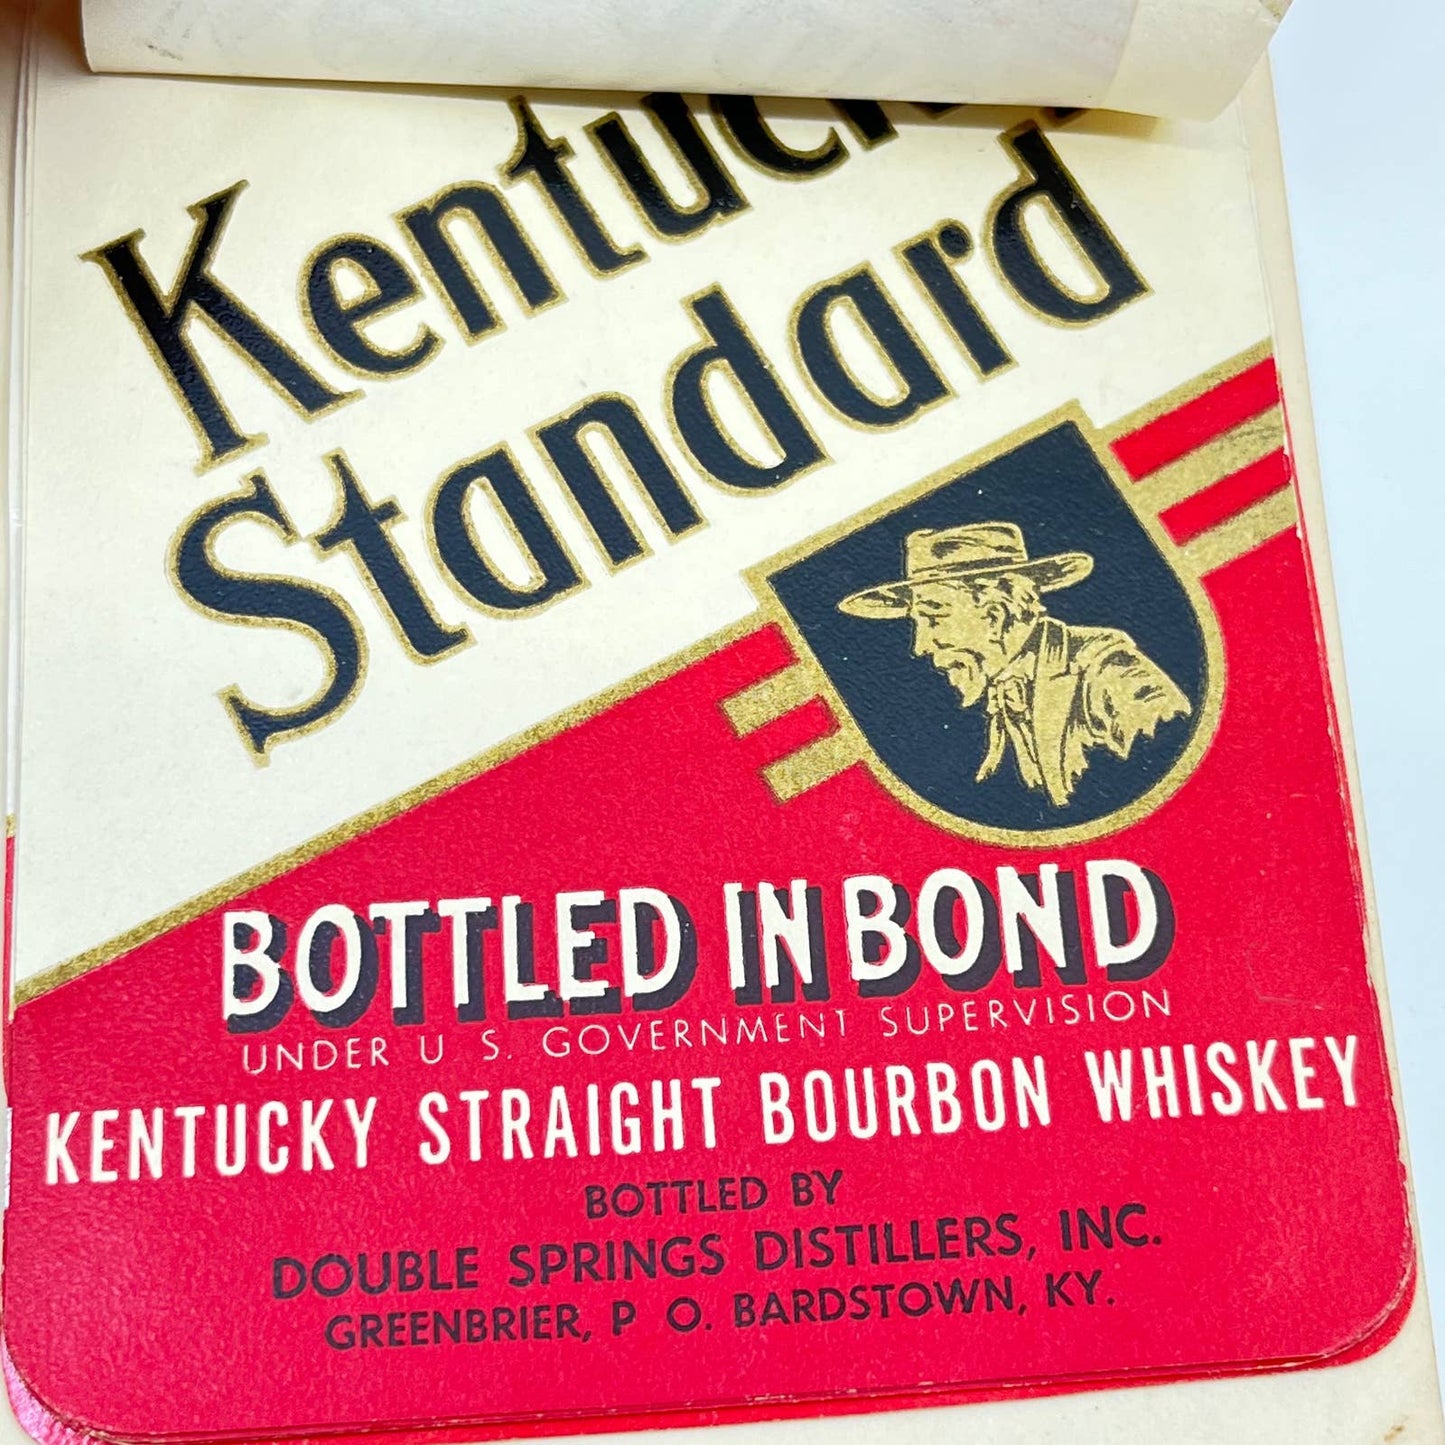 Kentuc
Standard
BOTTLED IN BOND
UNDER U S. GOVERNMENT SUPERVISION
KENTUCKY STRAIGHT BOURBON WHISKEY
BOTTLED BY
DOUBLE SPRINGS DISTILLERS, INC.
GREENBRIER, P O. BARDSTOWN, KY.